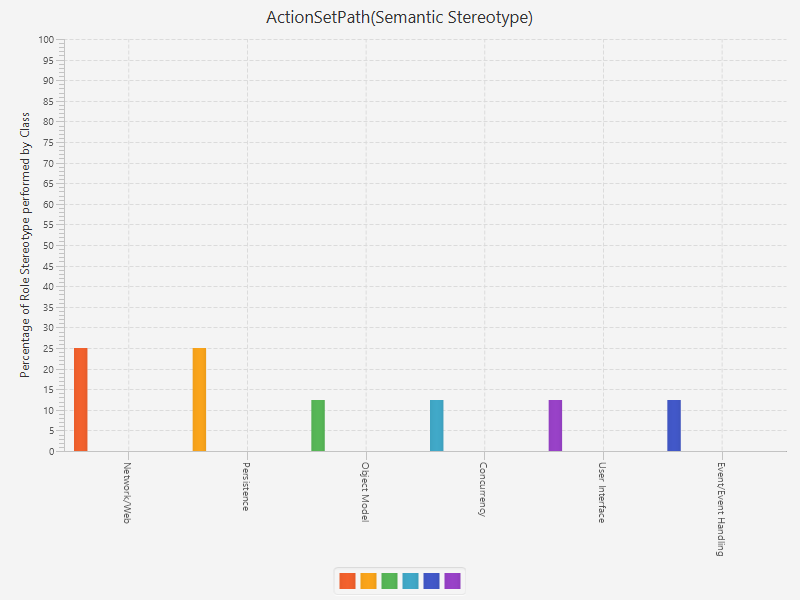 ActionSetPath(Semantic Stereotype)
Percentage of Role Stereotype performed by Class
100
95
90
85
80
75
70
65
60
55
50
45
40
35
30
25
20
15
10
5
0
Network/Web
Persistence
Object Model
Concurrency
User Interface
Event/Event Handling